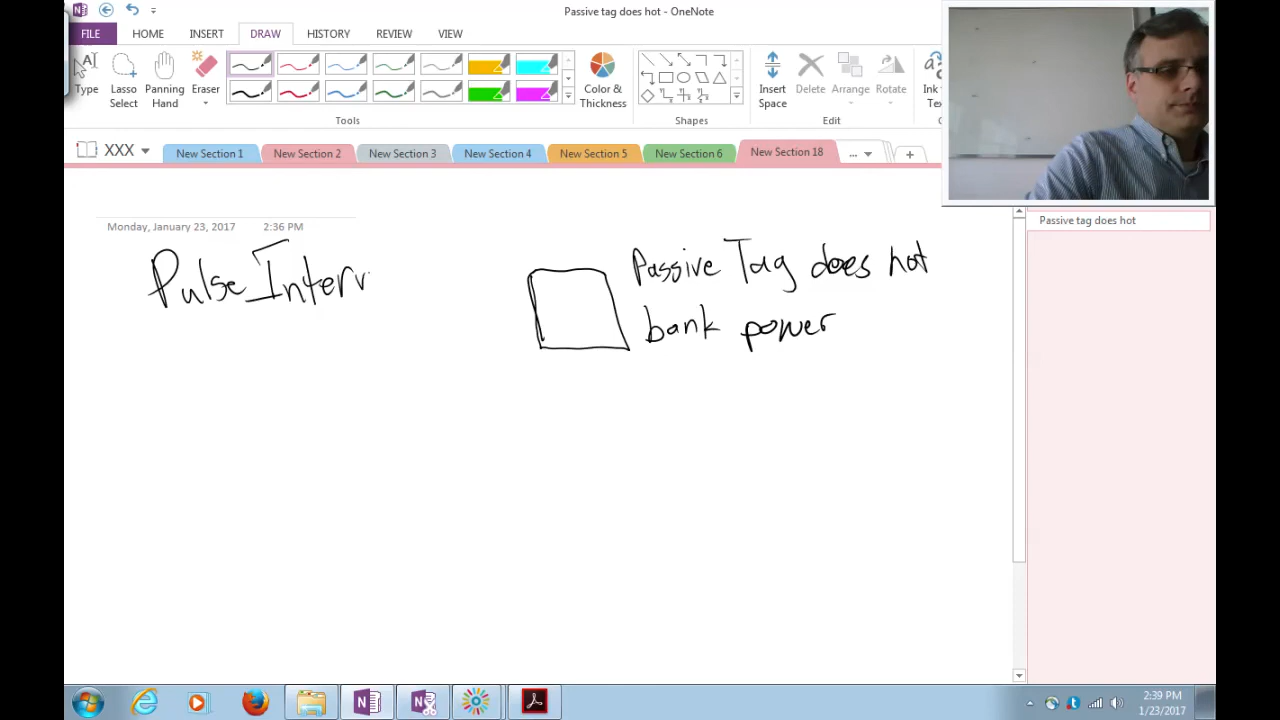 Passive tag does hot - OneNote
FILE HOME INSERT DRAW HISTORY REVIEW VIEW
Type
Lasso Select
Panning Hand
Eraser
Color & Thickness
Insert Space
Delete
Arrange
Rotate
Ink
Tools
Shapes
Edit
XXX
New Section 1 New Section 2 New Section 3 New Section 4 New Section 5 New Section 6 New Section 18 ...
Passive tag does hot
Monday, January 23, 2017 2:36 PM
Pulse Interv
Passive Tag does not
bank power
2:39 PM
1/23/2017